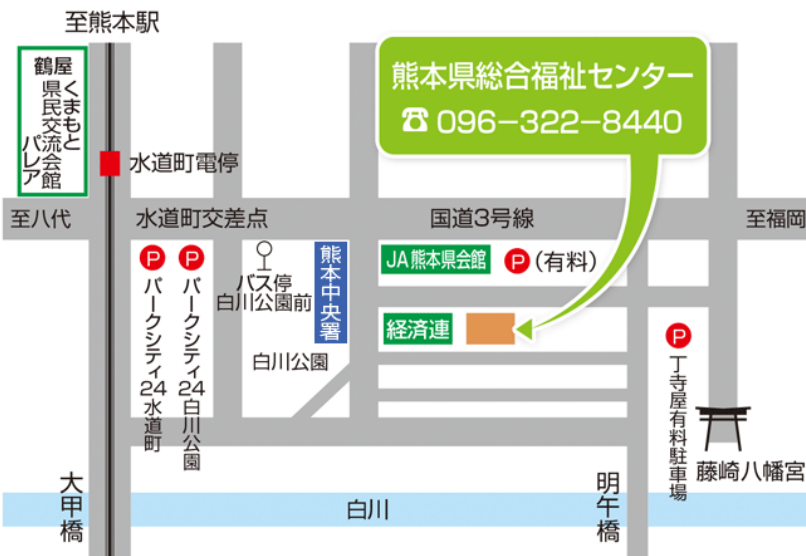 至熊本駅
鶴屋
くまもと
県民交流会館
パレア
熊本県総合福祉センター
☎ 096-322-8440
水道町電停
至八代
水道町交差点
国道3号線
至福岡
P
パークシティ24水道町
P
パークシティ24白川公園
バス停
白川公園前
熊本中央署
JA熊本県会館
P(有料)
経済連
白川公園
P
丁寺屋有料駐車場
藤崎八幡宮
大甲橋
白川
明午橋